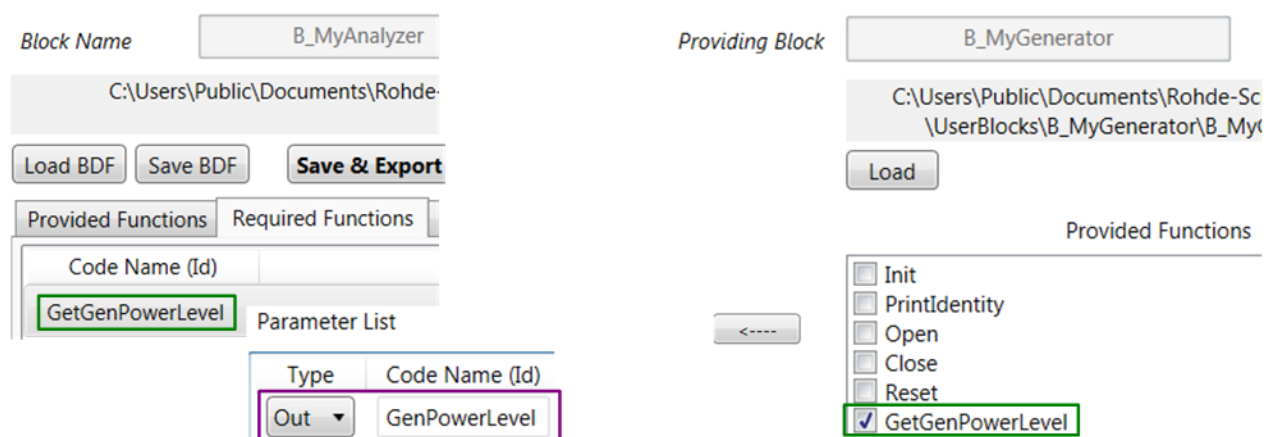 Block Name
B_MyAnalyzer
C:\Users\Public\Documents\Rohde-
Load BDF
Save BDF
Save & Export
Provided Functions
Required Functions
Code Name (Id)
GetGenPowerLevel
Parameter List
Type
Code Name (Id)
Out
GenPowerLevel
Providing Block
B_MyGenerator
C:\Users\Public\Documents\Rohde-Sc
\UserBlocks\B_MyGenerator\B_My
Load
Provided Functions
<----
Init
PrintIdentity
Open
Close
Reset
GetGenPowerLevel